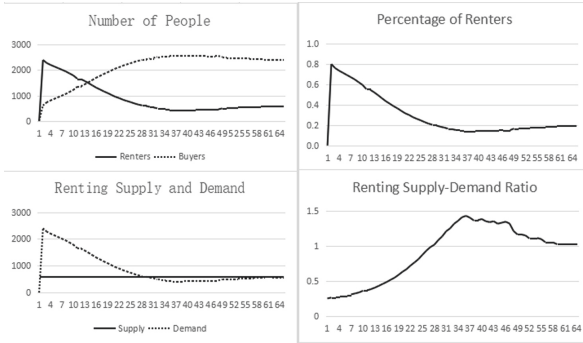 Number of People
3000
2000
1000
0
1 4 7 10 13 16 19 22 25 28 31 34 37 40 43 46 49 52 55 58 61 64
Renters Buyers
Percentage of Renters
1.0
0.8
0.6
0.4
0.2
0.0
1 4 7 10 13 16 19 22 25 28 31 34 37 40 43 46 49 52 55 58 61 64
Renting Supply and Demand
3000
2000
1000
0
1 4 7 10 13 16 19 22 25 28 31 34 37 40 43 46 49 52 55 58 61 64
Supply Demand
Renting Supply-Demand Ratio
1.5
1
0.5
0
1 4 7 10 13 16 19 22 25 28 31 34 37 40 43 46 49 52 55 58 61 64